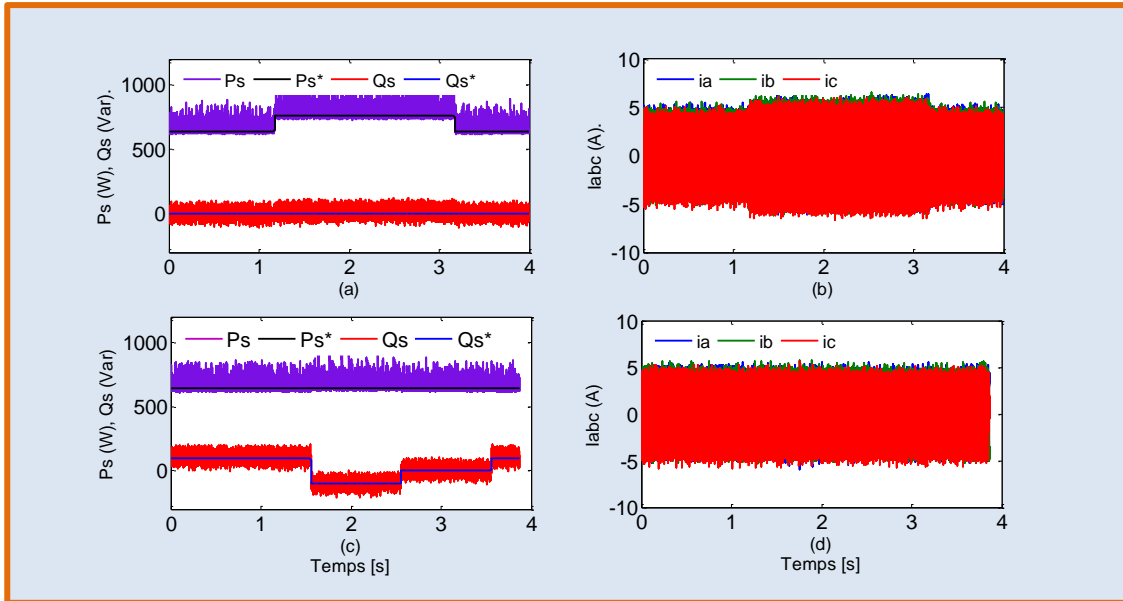 Ps (W), Qs (Var).
Ps Ps* Qs Qs*
1000
500
0
0 1 2 3 4
(a)
Iabc (A).
ia ib ic
10
5
0
-5
-10
0 1 2 3 4
(b)
Ps (W), Qs (Var)
Ps Ps* Qs Qs*
1000
500
0
0 1 2 3 4
(c)
Temps [s]
Iabc (A)
ia ib ic
10
5
0
-5
-10
0 1 2 3 4
(d)
Temps [s]